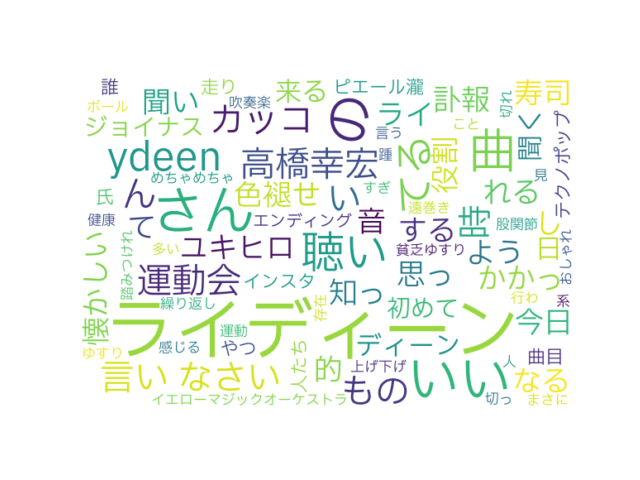 誰
走り
来る
ピエール瀧
寿司
ボール
吹奏楽
聞い
カッコ
の
ライ
訃報
切れ
ジョイナス
言う
こと
聞く
テクノポップ
ydeen
高橋幸宏
踵
てる
役割
曲
見
めちゃめちゃ
色褪せ
い
すぎ
れる
氏
さん
ん
遠巻き
時
し
おしゃれ
健康
て
エンディング
音
する
股関節
日
多い
ユキヒロ
聴い
貧乏ゆすり
よう
懐かしい
踏みつけれ
運動会
インスタ
知っ
思っ
かかっ
系
繰り返し
存在
初めて
行わ
ライディーン
今日
運動
ゆすり
感じる
やつ
人たち
ディーン
人
曲目
言い
なさい
的
上げ下げ
もの
いい
なる
イエローマジックオーケストラ
切っ
まさに